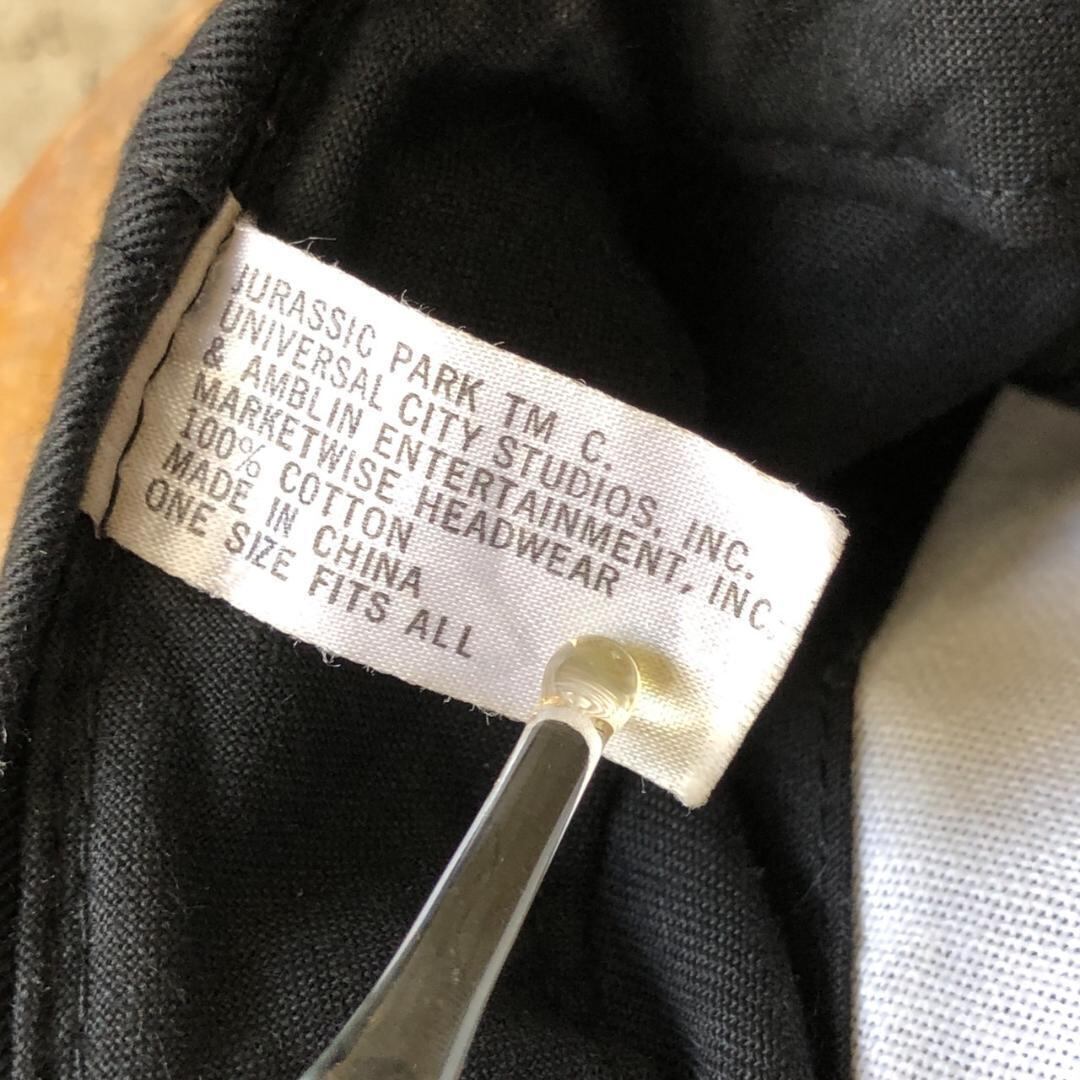 JURASSIC PARK TM C.
UNIVERSAL CITY STUDIOS, INC.
& AMBLIN ENTERTAINMENT, INC.
MARKETWISE HEADWEAR
100% COTTON
MADE IN CHINA
ONE SIZE FITS ALL